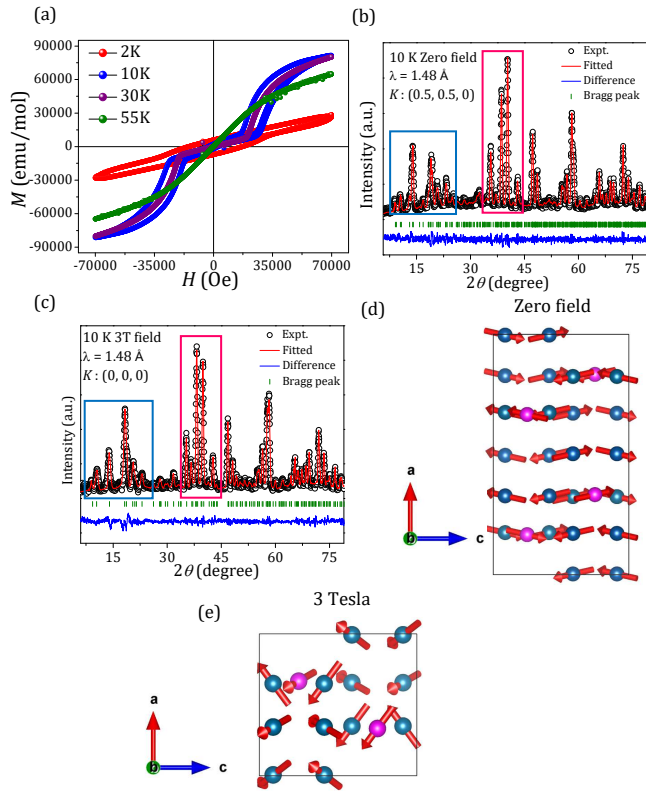 (a)
2K
10K
30K
55K
90000
60000
30000
0
-30000
-60000
-90000
M (emu/mol)
-70000 -35000 0 35000 70000
H (Oe)
(b)
10 K Zero field
λ = 1.48 Å
K : (0.5, 0.5, 0)
Expt.
Fitted
Difference
Bragg peak
Intensity (a.u.)
15 30 45 60 75
2θ (degree)
(c)
10 K 3T field
λ = 1.48 Å
K : (0, 0, 0)
Expt.
Fitted
Difference
Bragg peak
Intensity (a.u.)
15 30 45 60 75
2θ (degree)
(d)
Zero field
a
b
c
(e)
3 Tesla
a
b
c